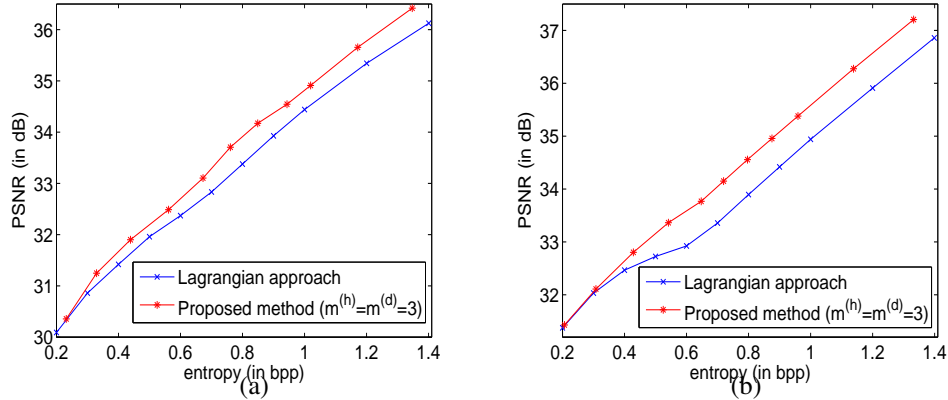 36
35
34
33
32
31
30
PSNR (in dB)
0.2 0.4 0.6 0.8 1 1.2 1.4
entropy (in bpp)
Lagrangian approach
Proposed method (m(h)=m(d)=3)
(a)
37
36
35
34
33
32
PSNR (in dB)
0.2 0.4 0.6 0.8 1 1.2 1.4
entropy (in bpp)
Lagrangian approach
Proposed method (m(h)=m(d)=3)
(b)